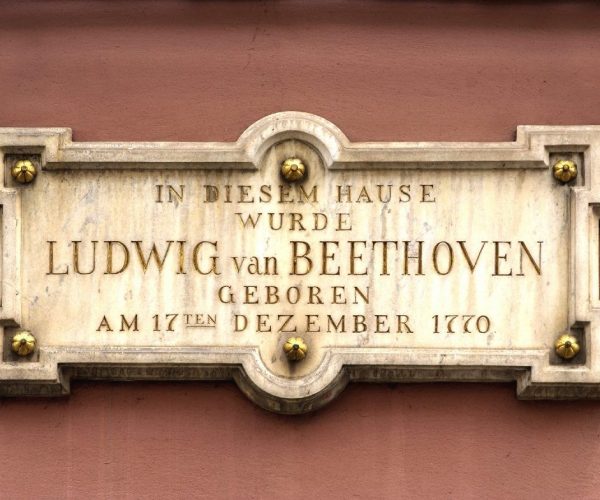 IN DIESEM HAUSE
WURDE
LUDWIG van BEETHOVEN
GEBOREN
AM 17TEN DEZEMBER 1770